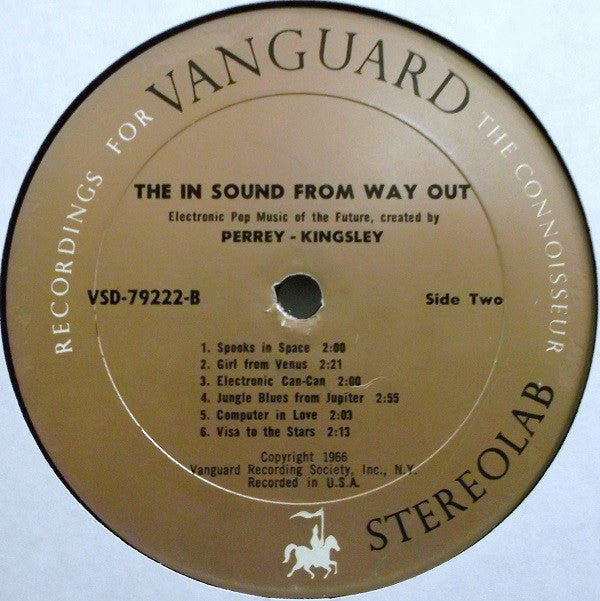 RECORDINGS FOR VANGUARD THE CONNOISSEUR
THE IN SOUND FROM WAY OUT
Electronic Pop Music of the Future, created by
PERREY - KINGSLEY
VSD-79222-B
Side Two
1. Spooks in Space 2:00
2. Girl from Venus 2:21
3. Electronic Can-Can 2:00
4. Jungle Blues from Jupiter 2:55
5. Computer in Love 2:03
6. Visa to the Stars 2:13
Copyright 1966
Vanguard Recording Society, Inc., N.Y.
Recorded in U.S.A.
STEREOLAB